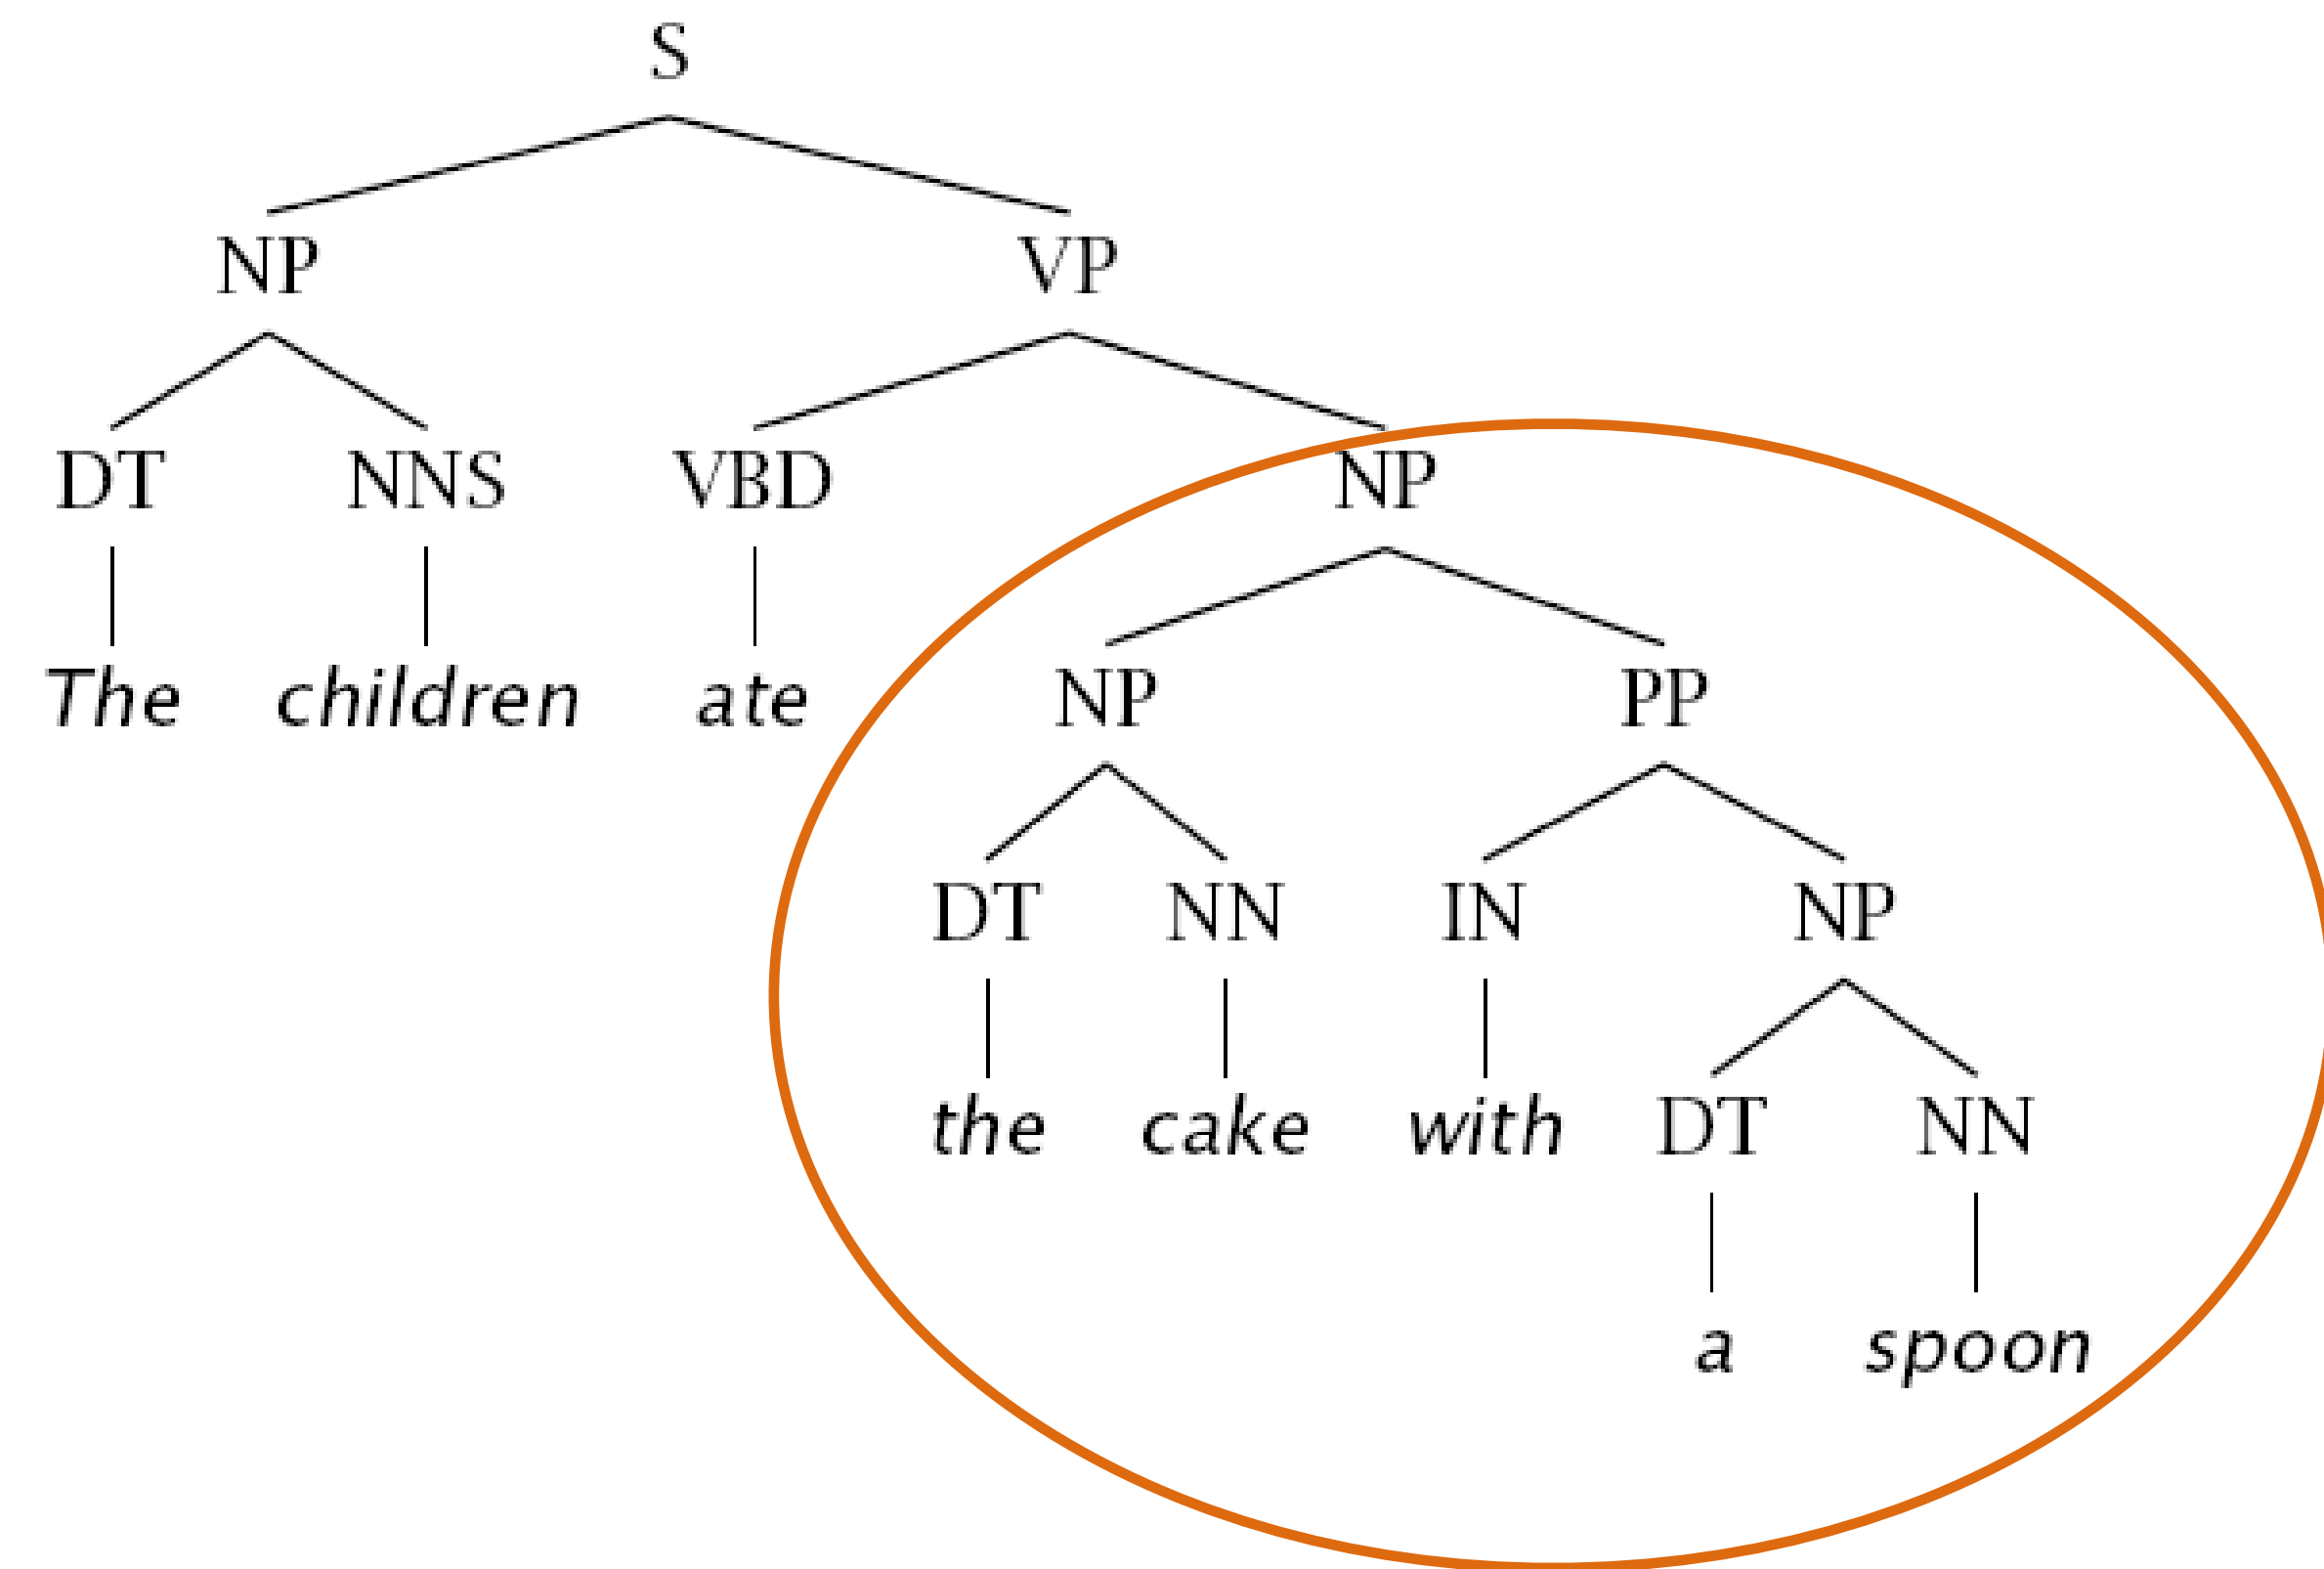 S
NP VP
DT NNS VBD NP
The children ate NP PP
DT NN IN NP
the cake with DT NN
a spoon